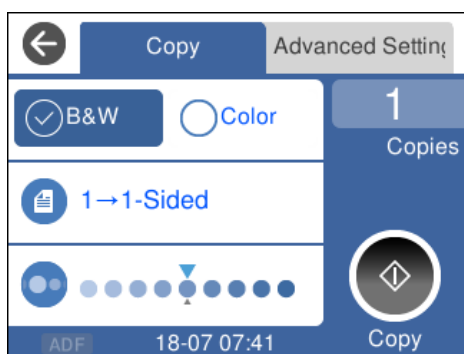 Copy
Advanced Setting
B&W
Color
1
Copies
1→1-Sided
ADF
18-07 07:41
Copy